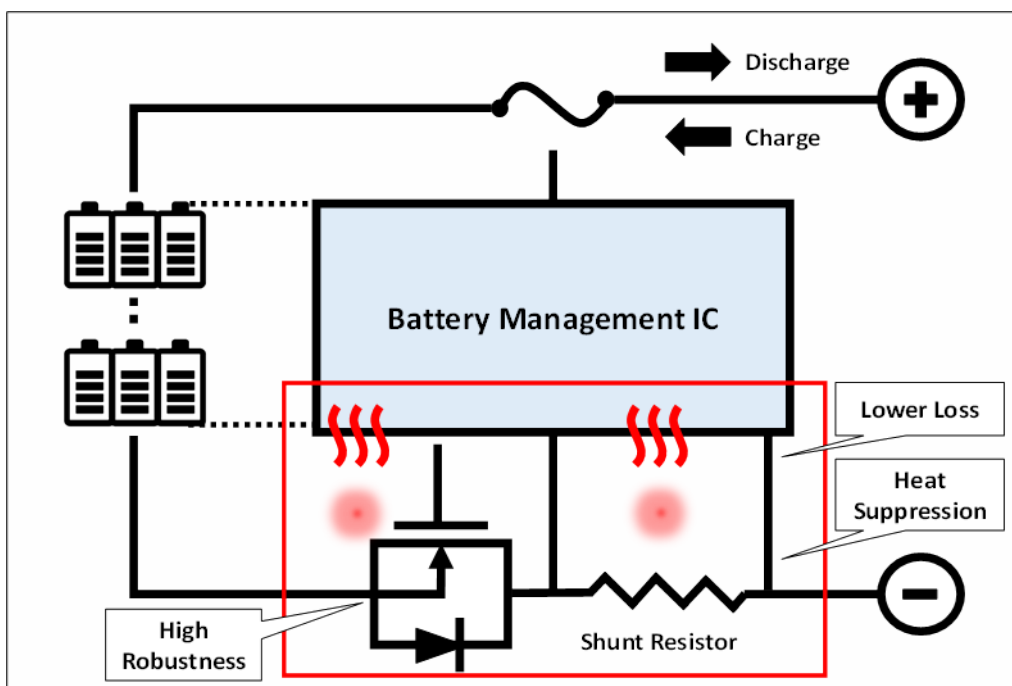 Discharge
Charge
+
Battery Management IC
Lower Loss
Heat
Suppression
High
Robustness
Shunt Resistor
-